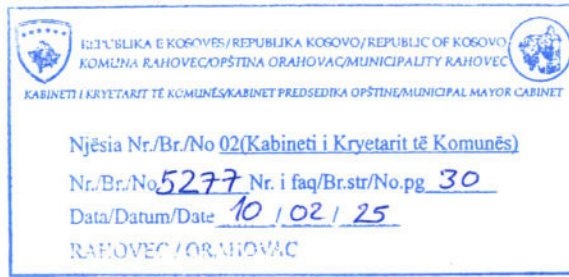 REPUBLIKA E KOSOVËS/REPUBLIKA KOSOVO/REPUBLIC OF KOSOVO
KOMUNA RAHOVEC/OPŠTINA ORAHOVAC/MUNICIPALITY RAHOVEC
KABINETI I KRYETARIT TË KOMUNËS/KABINET PREDSEDIKA OPŠTINE/MUNICIPAL MAYOR CABINET
Njësia Nr./Br./No 02(Kabineti i Kryetarit të Komunës)
Nr./Br./No 5277 Nr. i faq/Br.str/No.pg 30
Data/Datum/Date 10 / 02 / 25
RAHOVEC / ORAHOVAC